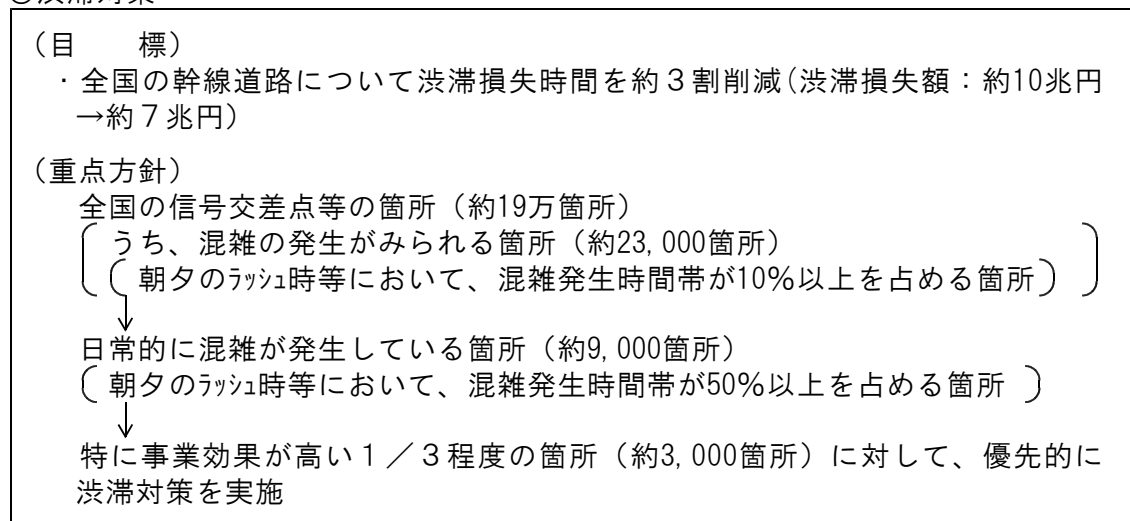 （目　　標）
・全国の幹線道路について渋滞損失時間を約３割削減(渋滞損失額：約10兆円
→約７兆円)
（重点方針）
全国の信号交差点等の箇所（約19万箇所）
うち、混雑の発生がみられる箇所（約23,000箇所）
朝夕のﾗｯｼｭ時等において、混雑発生時間帯が10％以上を占める箇所
日常的に混雑が発生している箇所（約9,000箇所）
朝夕のﾗｯｼｭ時等において、混雑発生時間帯が50％以上を占める箇所
特に事業効果が高い１／３程度の箇所（約3,000箇所）に対して、優先的に
渋滞対策を実施